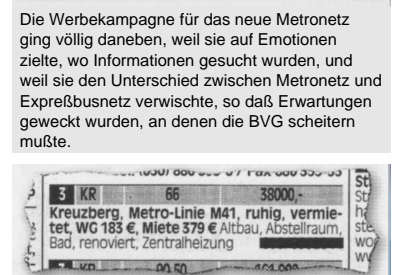 Die Werbekampagne für das neue Metronetz
ging völlig daneben, weil sie auf Emotionen
zielte, wo Informationen gesucht wurden, und
weil sie den Unterschied zwischen Metronetz und
Expreßbusnetz verwischte, so daß Erwartungen
geweckt wurden, an denen die BVG scheitern
mußte.
3 KR 66 38000,-
Kreuzberg, Metro-Linie M41, ruhig, vermie-
tet, WG 183 €, Miete 379 € Altbau, Abstellraum,
Bad, renoviert, Zentralheizung